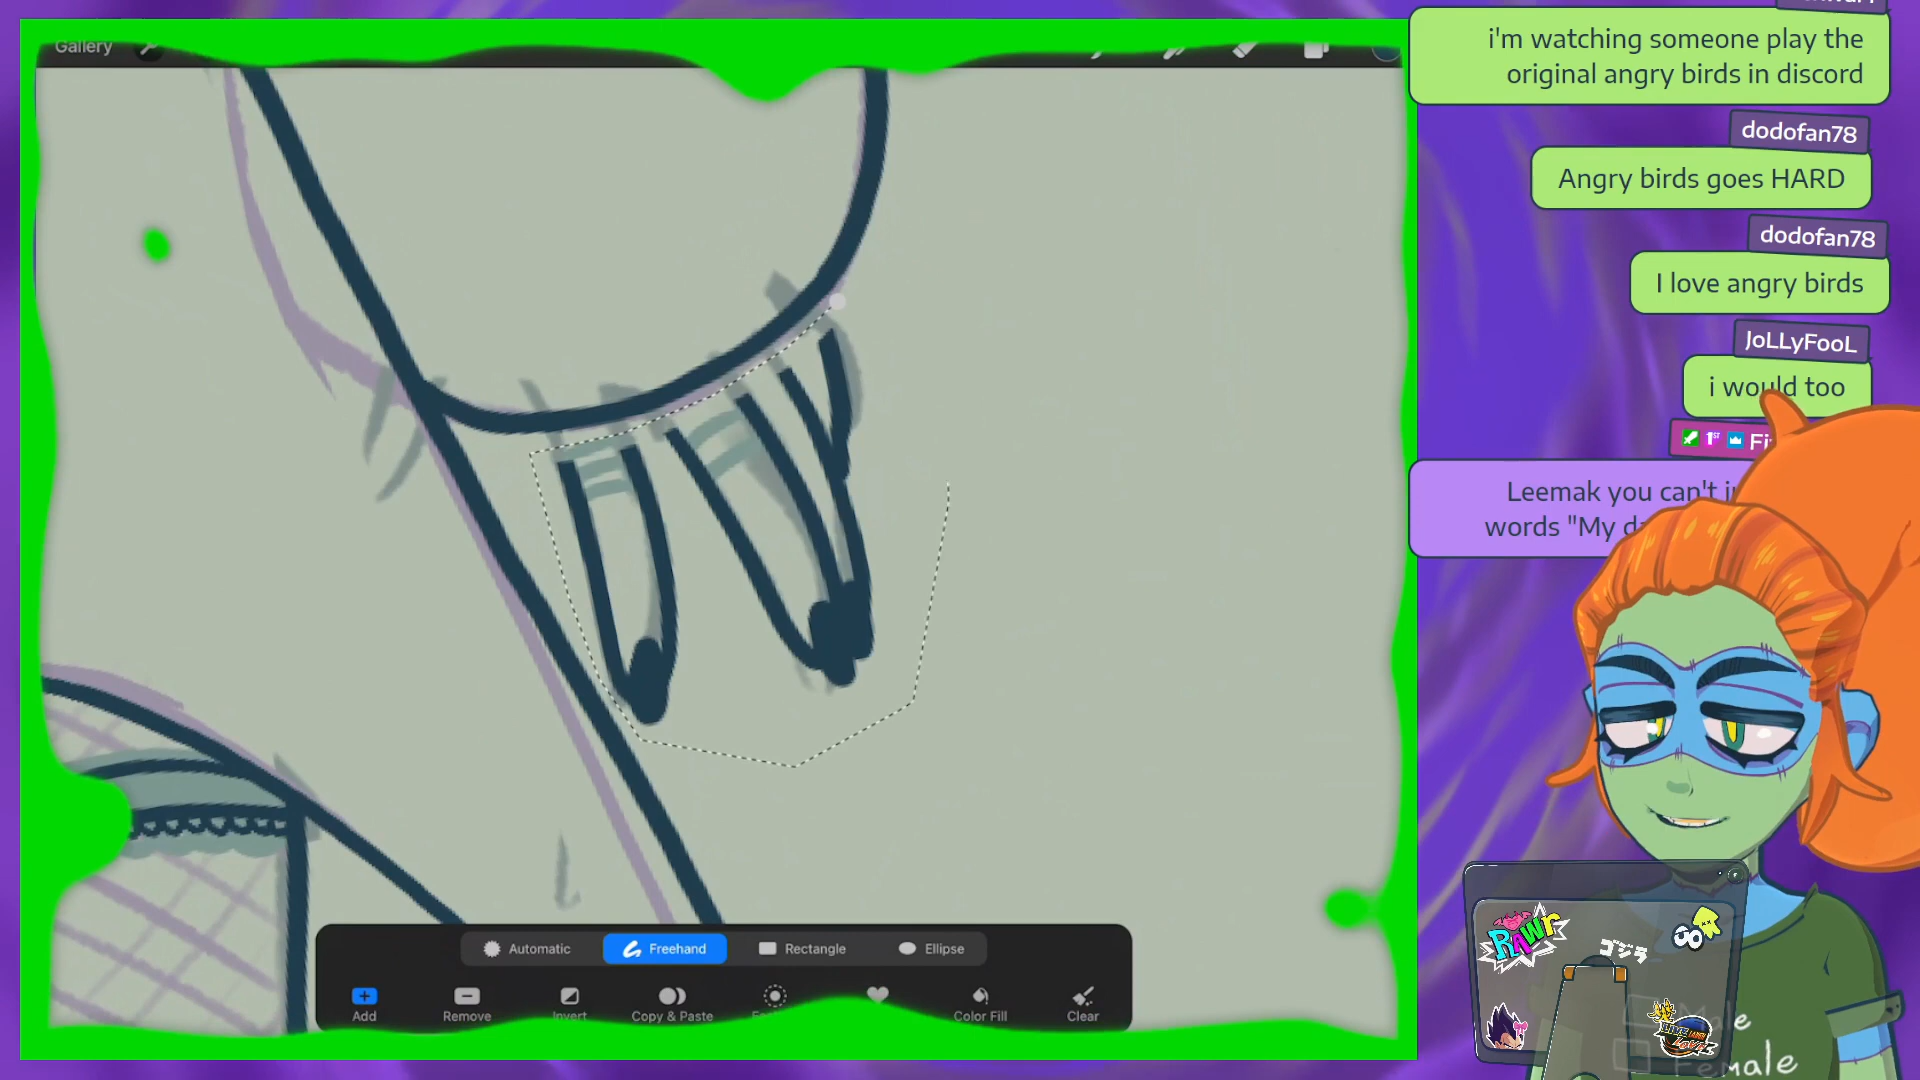 Gallery
i'm watching someone play the
original angry birds in discord
dodofan78
Angry birds goes HARD
dodofan78
I love angry birds
JoLLyFooL
i would too
1ST
Leemak you can't
words "My
Automatic
Freehand
Rectangle
Ellipse
Add
Remove
Invert
Copy & Paste
Color Fill
Clear
RAWR
ゴジラ
Female